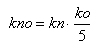 kno = kn · ko/5